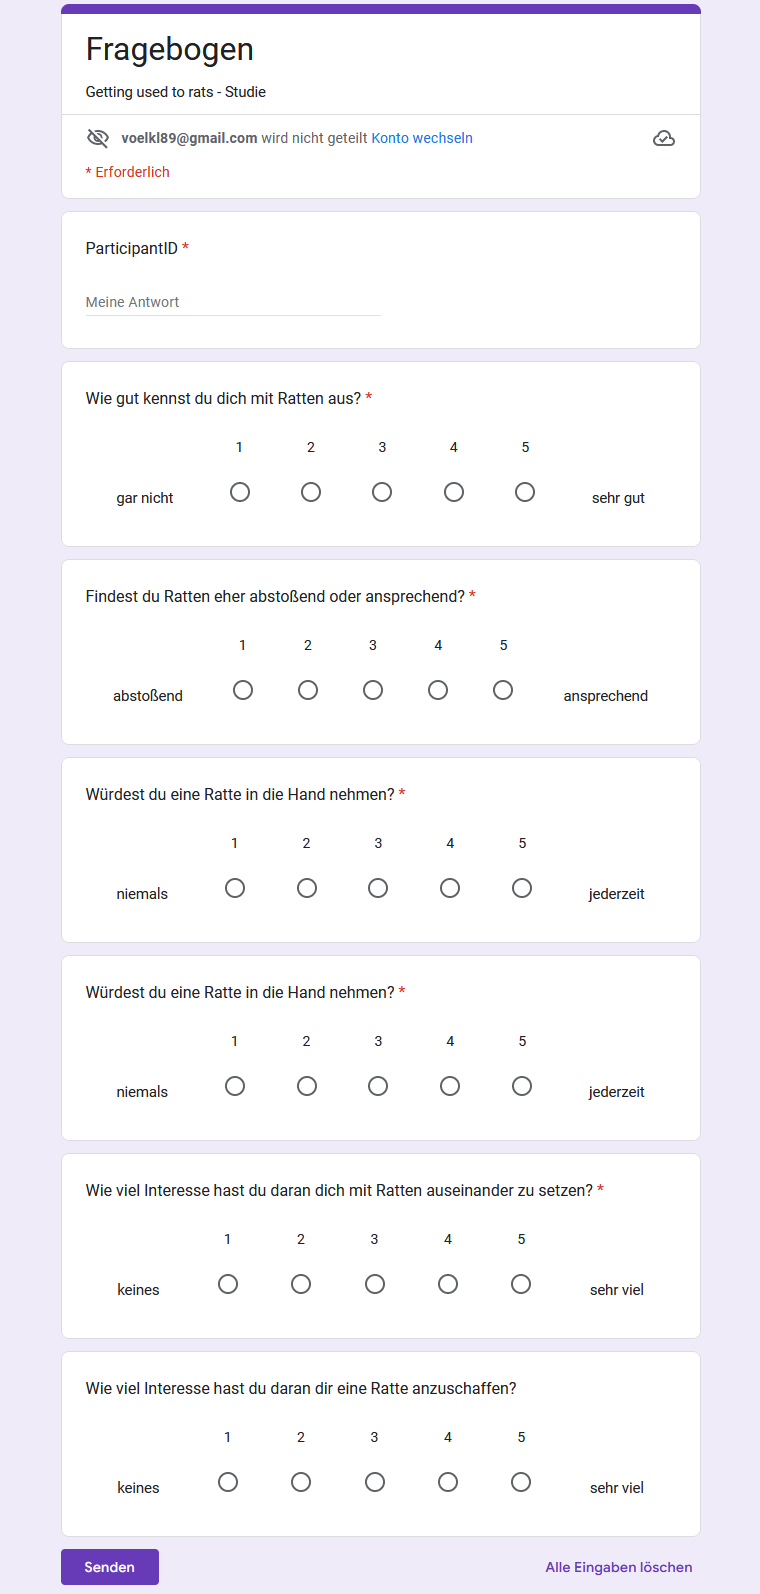 Fragebogen
Getting used to rats - Studie
voelkl89@gmail.com wird nicht geteilt Konto wechseln
* Erforderlich
ParticipantID *
Meine Antwort
Wie gut kennst du dich mit Ratten aus? *
1 2 3 4 5
gar nicht sehr gut
Findest du Ratten eher abstoßend oder ansprechend? *
1 2 3 4 5
abstoßend ansprechend
Würdest du eine Ratte in die Hand nehmen? *
1 2 3 4 5
niemals jederzeit
Würdest du eine Ratte in die Hand nehmen? *
1 2 3 4 5
niemals jederzeit
Wie viel Interesse hast du daran dich mit Ratten auseinander zu setzen? *
1 2 3 4 5
keines sehr viel
Wie viel Interesse hast du daran dir eine Ratte anzuschaffen?
1 2 3 4 5
keines sehr viel
Senden Alle Eingaben löschen